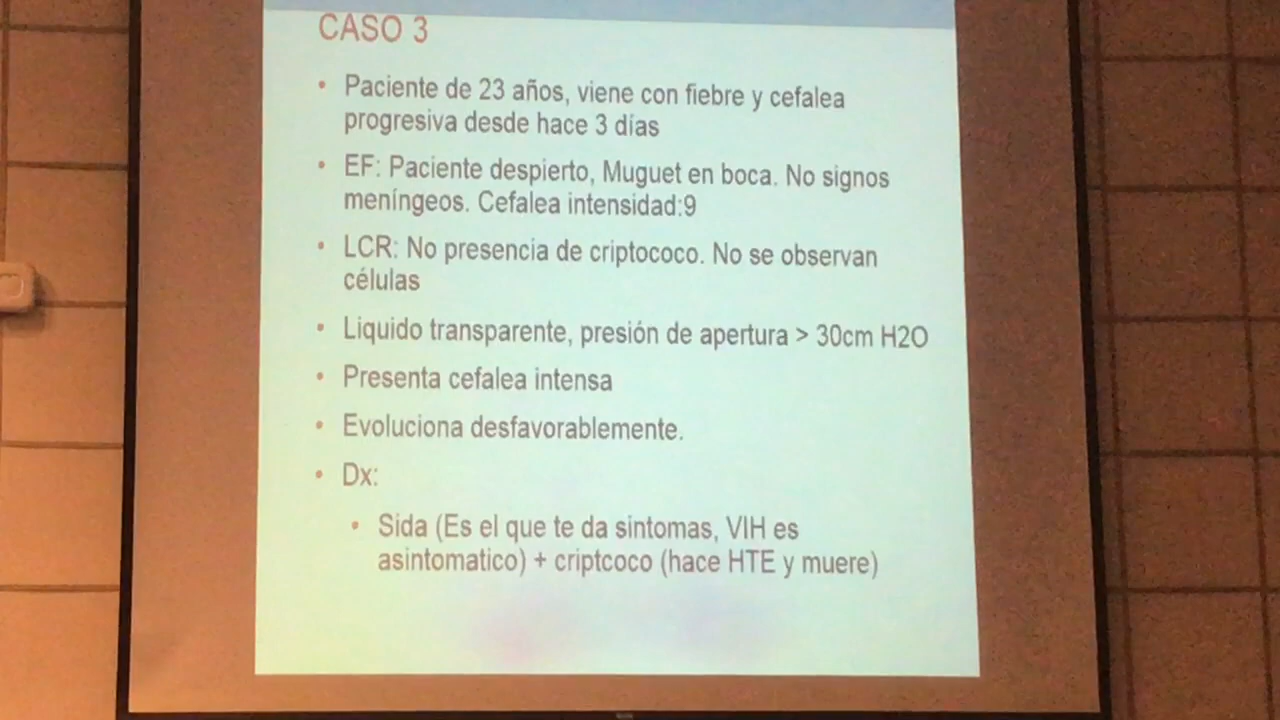 CASO 3
• Paciente de 23 años, viene con fiebre y cefalea
progresiva desde hace 3 días
• EF: Paciente despierto, Muguet en boca. No signos
meníngeos. Cefalea intensidad:9
• LCR: No presencia de criptococo. No se observan
células
• Liquido transparente, presión de apertura > 30cm H2O
• Presenta cefalea intensa
• Evoluciona desfavorablemente.
• Dx:
• Sida (Es el que te da sintomas, VIH es
asintomatico) + criptcoco (hace HTE y muere)